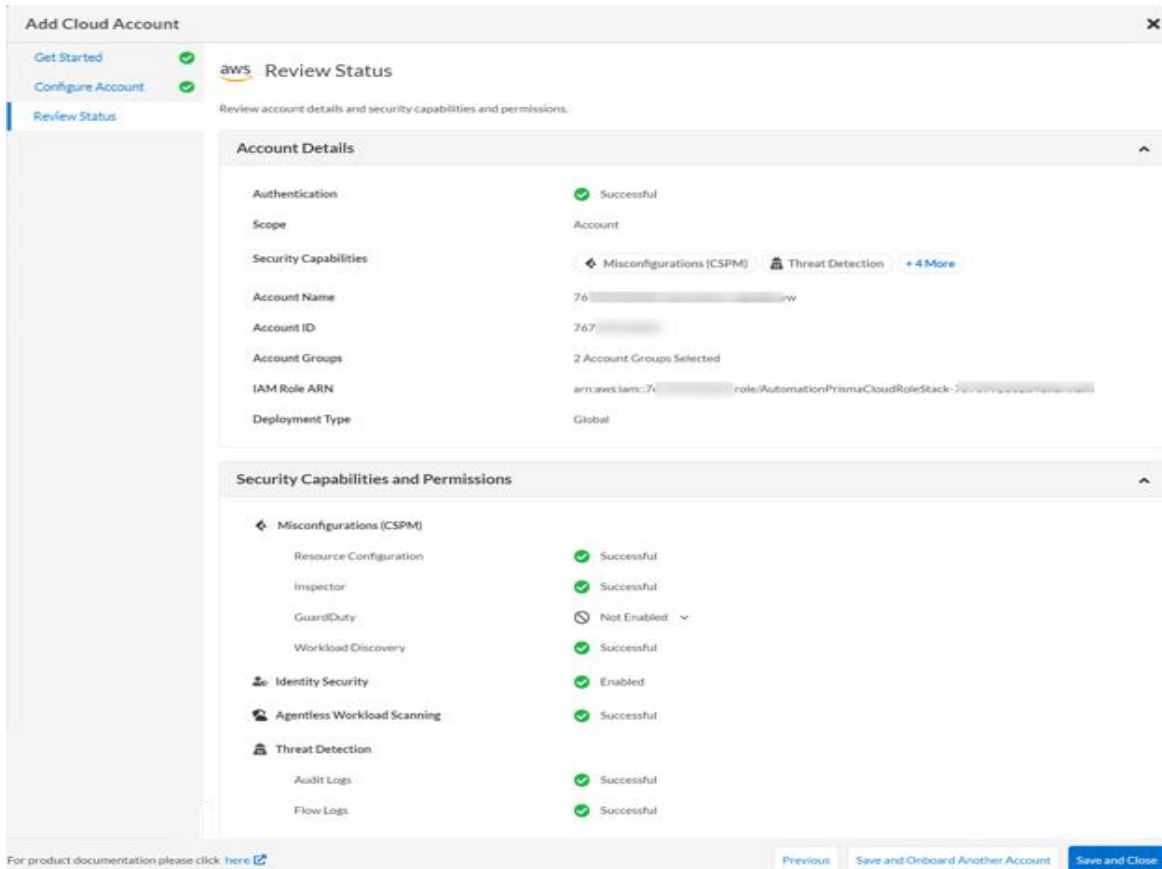 Add Cloud Account
Get Started
Configure Account
Review Status
aws Review Status
Review account details and security capabilities and permissions.
Account Details
Authentication Successful
Scope Account
Security Capabilities Misconfigurations (CSPM) Threat Detection + 4 More
Account Name 76 w
Account ID 767
Account Groups 2 Account Groups Selected
IAM Role ARN arn:aws:iam::7 role/AutomationPrismaCloudRoleStack-
Deployment Type Global
Security Capabilities and Permissions
Misconfigurations (CSPM)
Resource Configuration Successful
Inspector Successful
GuardDuty Not Enabled
Workload Discovery Successful
Identity Security Enabled
Agentless Workload Scanning Successful
Threat Detection
Audit Logs Successful
Flow Logs Successful
For product documentation please click here Previous Save and Onboard Another Account Save and Close